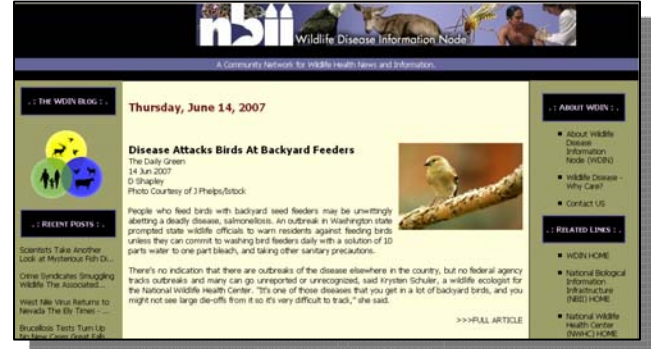 nbii
Wildlife Disease Information Node
A Community Network for Wildlife Health News and Information.
. : THE WDIN BLOG : .
. : RECENT POSTS : .
Scientists Take Another
Look at Mysterious Fish Di...
Crime Syndicates Smuggling
Wildlife The Associated...
West Nile Virus Returns to
Nevada The Ely Times - ...
Brucellosis Tests Turn Up
No New Cases Great Falls
Thursday, June 14, 2007
Disease Attacks Birds At Backyard Feeders
The Daily Green
14 Jun 2007
D Shapley
Photo Courtesy of J Phelps/Istock
People who feed birds with backyard seed feeders may be unwittingly
abetting a deadly disease, salmonellosis. An outbreak in Washington state
prompted state wildlife officials to warn residents against feeding birds
unless they can commit to washing bird feeders daily with a solution of 10
parts water to one part bleach, and taking other sanitary precautions.
There's no indication that there are outbreaks of the disease elsewhere in the country, but no federal agency
tracks outbreaks and many can go unreported or unrecognized, said Krysten Schuler, a wildlife ecologist for
the National Wildlife Health Center. "It's one of those diseases that you get in a lot of backyard birds, and you
might not see large die-offs from it so it's very difficult to track," she said.
>>>FULL ARTICLE
. : ABOUT WDIN : .
About Wildlife
Disease
Information
Node (WDIN)
Wildlife Disease -
Why Care?
Contact US
. : RELATED LINKS : .
WDIN HOME
National Biological
Information
Infrastructure
(NBII) HOME
National Wildlife
Health Center
(NWHC) HOME